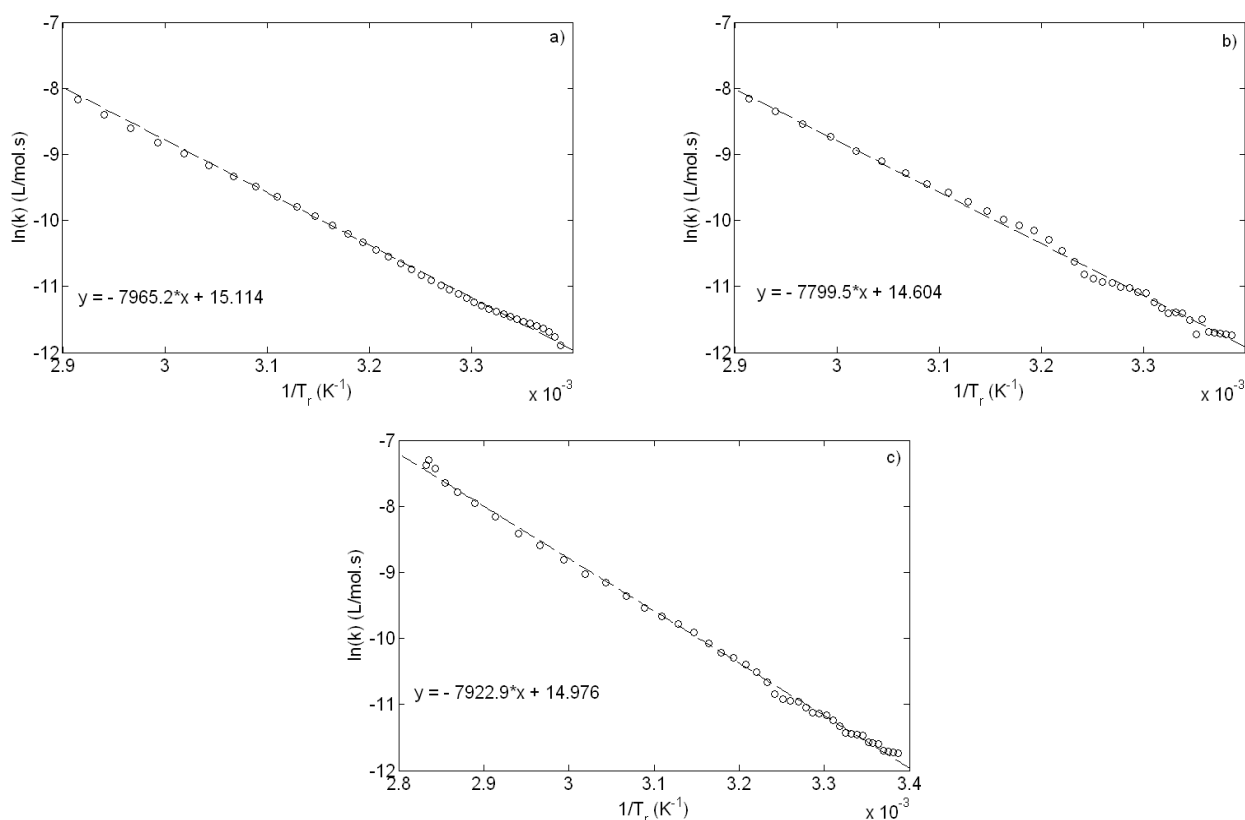 a)
-7
-8
-9
-10
-11
-12
ln(k) (L/mol.s)
y = - 7965.2*x + 15.114
2.9 3 3.1 3.2 3.3
1/Tr (K-1)
x 10-3
b)
-7
-8
-9
-10
-11
-12
ln(k) (L/mol.s)
y = - 7799.5*x + 14.604
2.9 3 3.1 3.2 3.3
1/Tr (K-1)
x 10-3
c)
-7
-8
-9
-10
-11
-12
ln(k) (L/mol.s)
y = - 7922.9*x + 14.976
2.8 2.9 3 3.1 3.2 3.3 3.4
1/Tr (K-1)
x 10-3